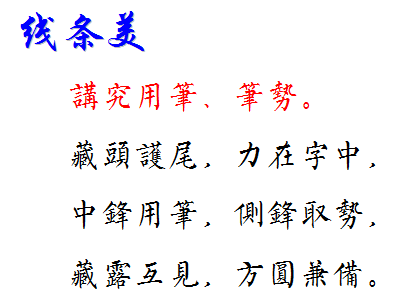 线条美
講究用筆、筆勢。
藏頭護尾，力在字中，
中鋒用筆，側鋒取勢，
藏露互見，方圓兼備。